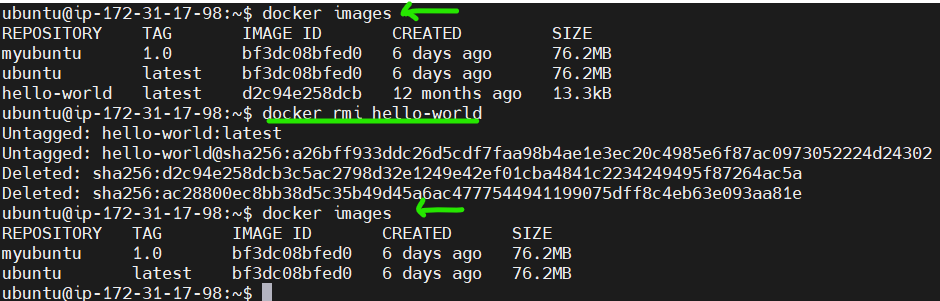 ubuntu@ip-172-31-17-98:~$ docker images
REPOSITORY TAG IMAGE ID CREATED SIZE
myubuntu 1.0 bf3dc08bfed0 6 days ago 76.2MB
ubuntu latest bf3dc08bfed0 6 days ago 76.2MB
hello-world latest d2c94e258dcb 12 months ago 13.3kB
ubuntu@ip-172-31-17-98:~$ docker rmi hello-world
Untagged: hello-world:latest
Untagged: hello-world@sha256:a26bff933ddc26d5cdf7faa98b4ae1e3ec20c4985e6f87ac0973052224d24302
Deleted: sha256:d2c94e258dcb3c5ac2798d32e1249e42ef01cba4841c2234249495f87264ac5a
Deleted: sha256:ac28800ec8bb38d5c35b49d45a6ac4777544941199075dff8c4eb63e093aa81e
ubuntu@ip-172-31-17-98:~$ docker images
REPOSITORY TAG IMAGE ID CREATED SIZE
myubuntu 1.0 bf3dc08bfed0 6 days ago 76.2MB
ubuntu latest bf3dc08bfed0 6 days ago 76.2MB
ubuntu@ip-172-31-17-98:~$